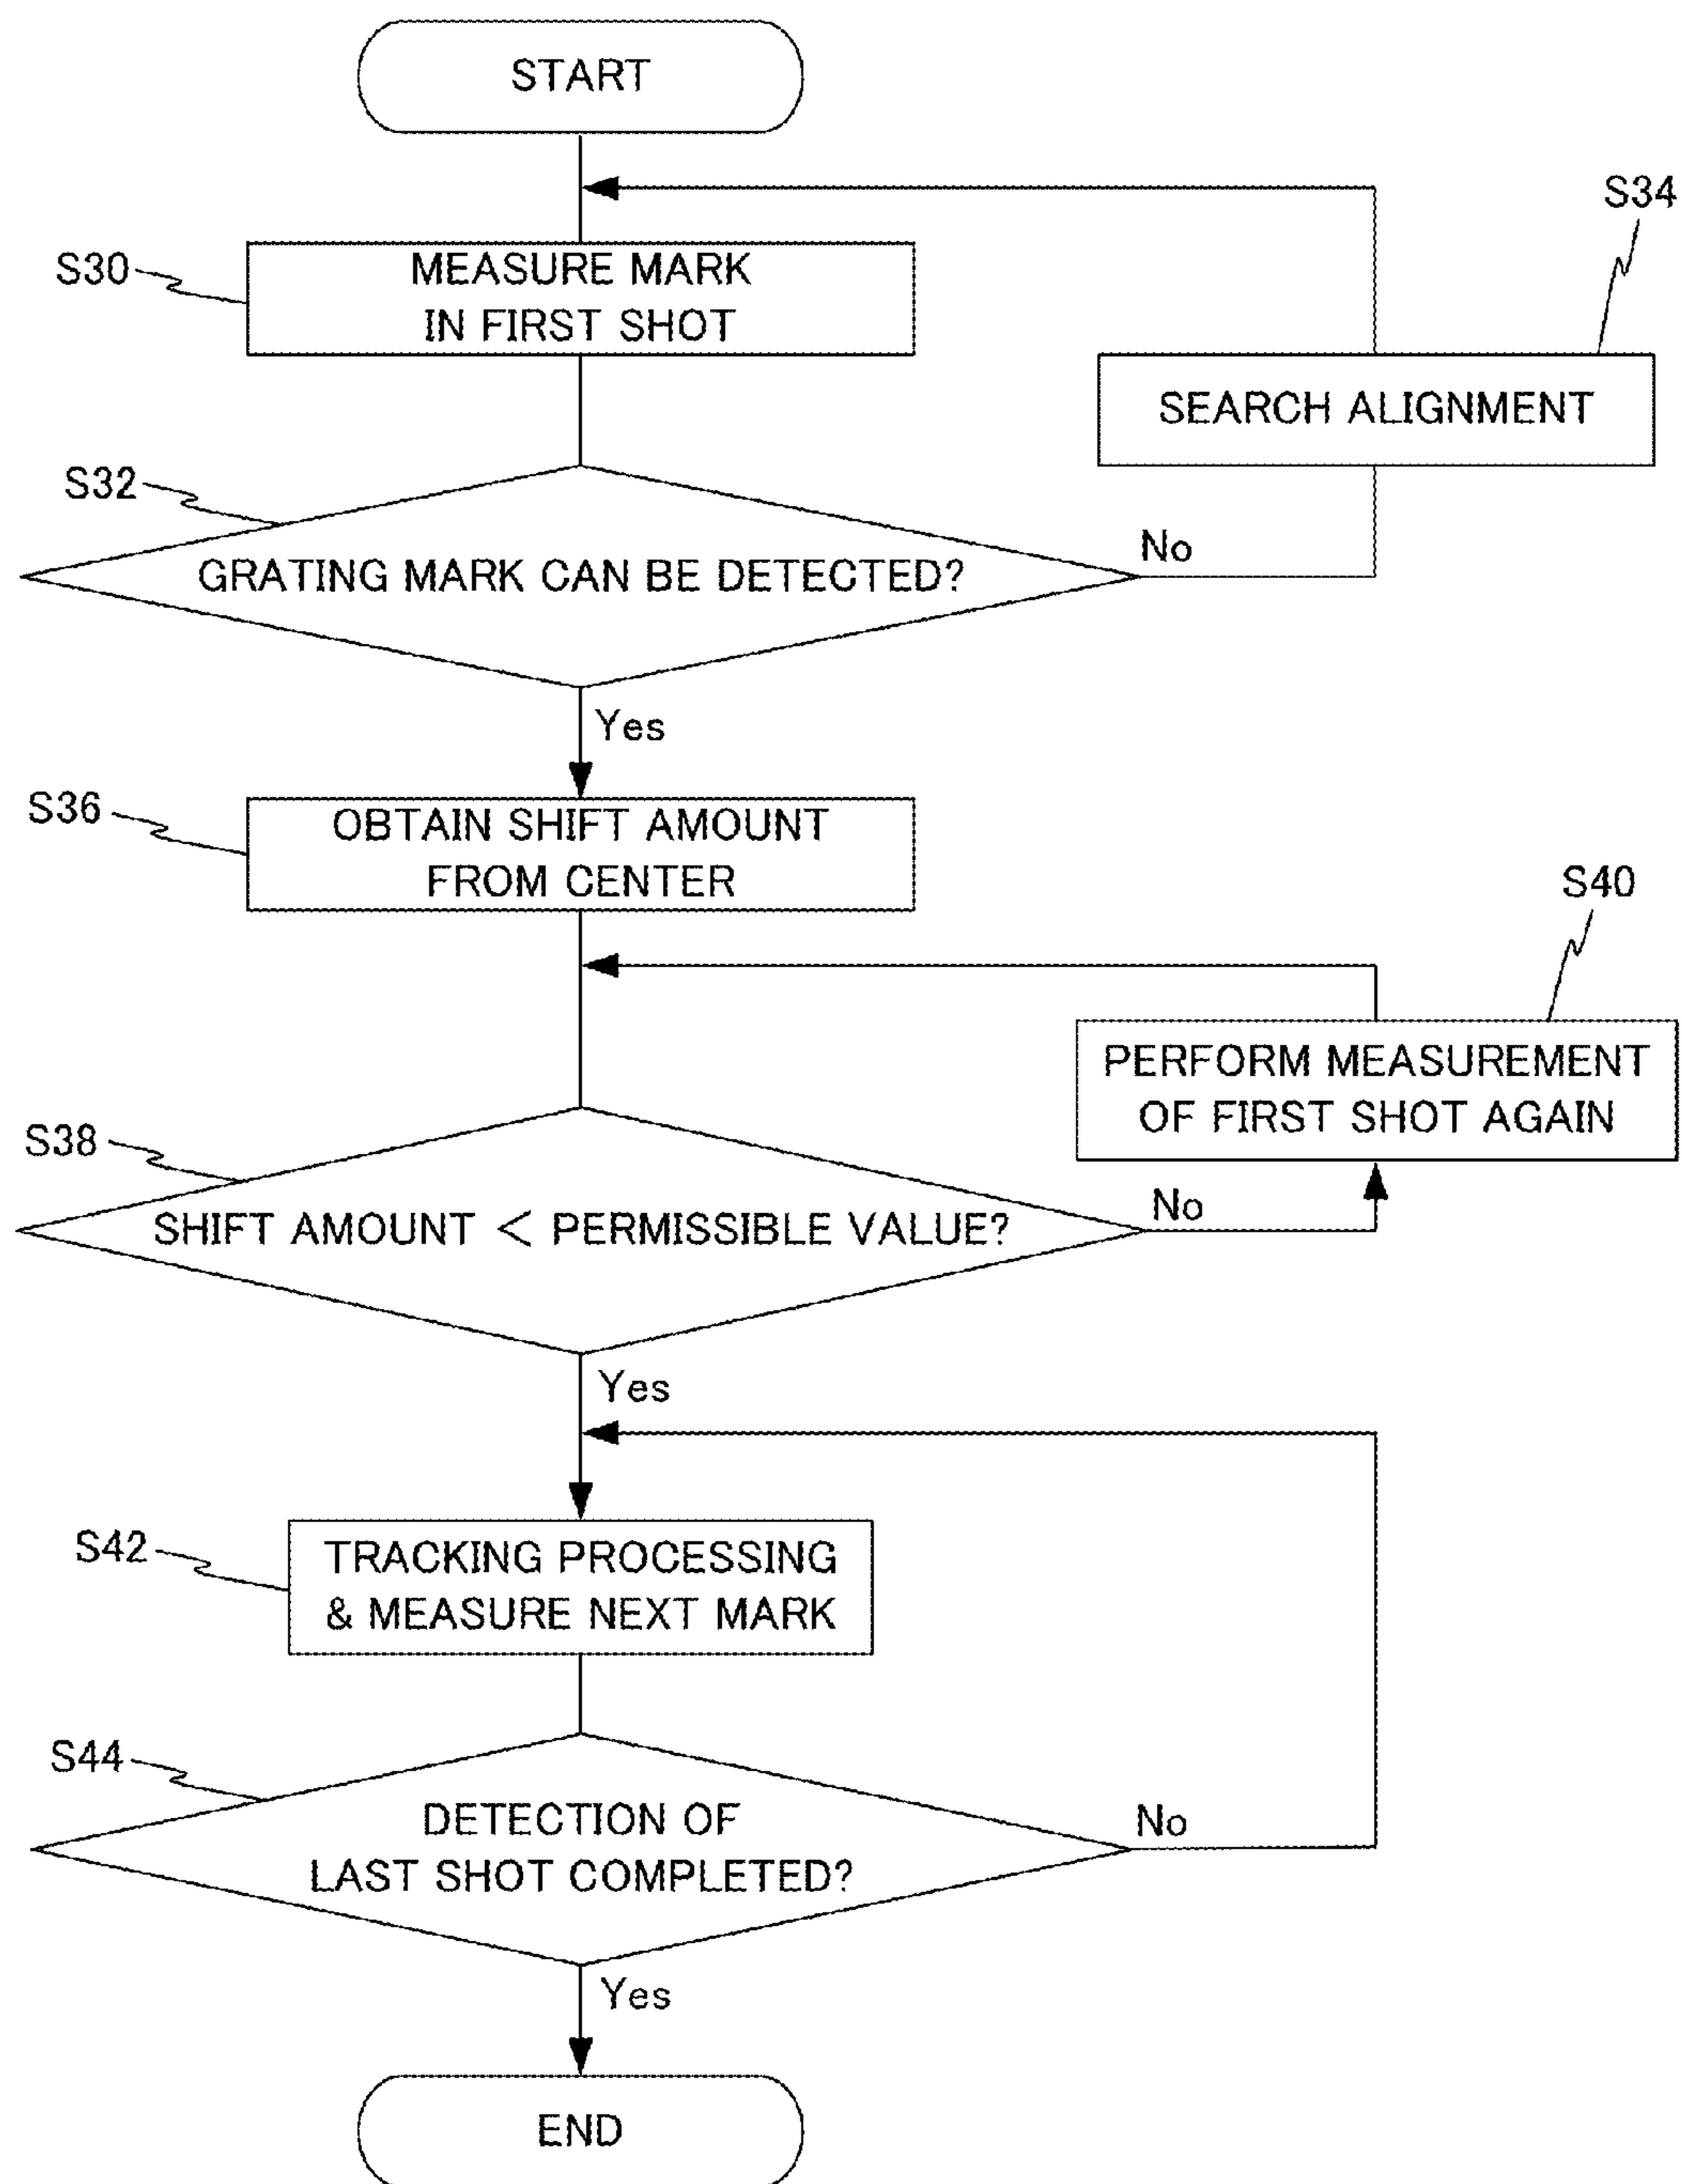 START
S34
S30
MEASURE MARK
IN FIRST SHOT
SEARCH ALIGNMENT
S32
GRATING MARK CAN BE DETECTED?
No
Yes
S36
OBTAIN SHIFT AMOUNT
FROM CENTER
S40
PERFORM MEASUREMENT
OF FIRST SHOT AGAIN
S38
SHIFT AMOUNT < PERMISSIBLE VALUE?
No
Yes
S42
TRACKING PROCESSING
& MEASURE NEXT MARK
S44
DETECTION OF
LAST SHOT COMPLETED?
No
Yes
END